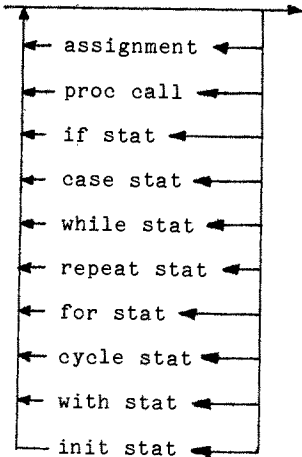 assignment
proc call
if stat
case stat
while stat
repeat stat
for stat
cycle stat
with stat
init stat